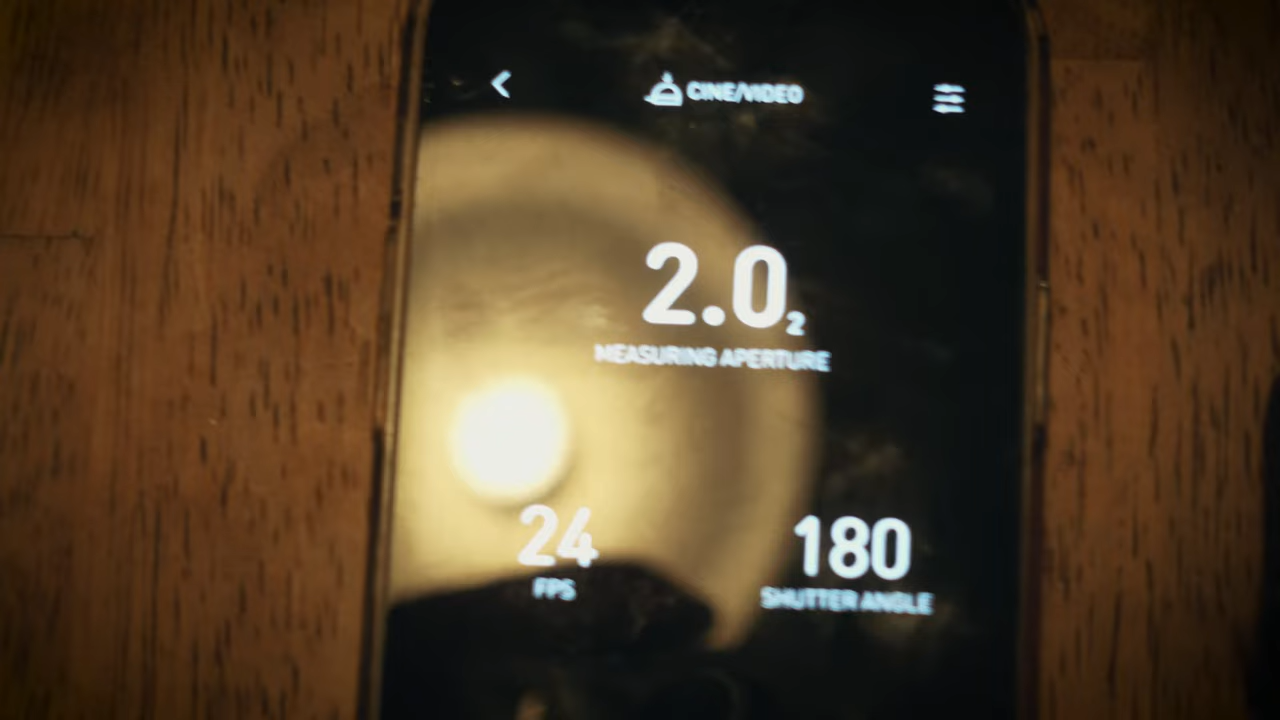 CINE/VIDEO
2.0₂
MEASURING APERTURE
24 180
FPS SHUTTER ANGLE